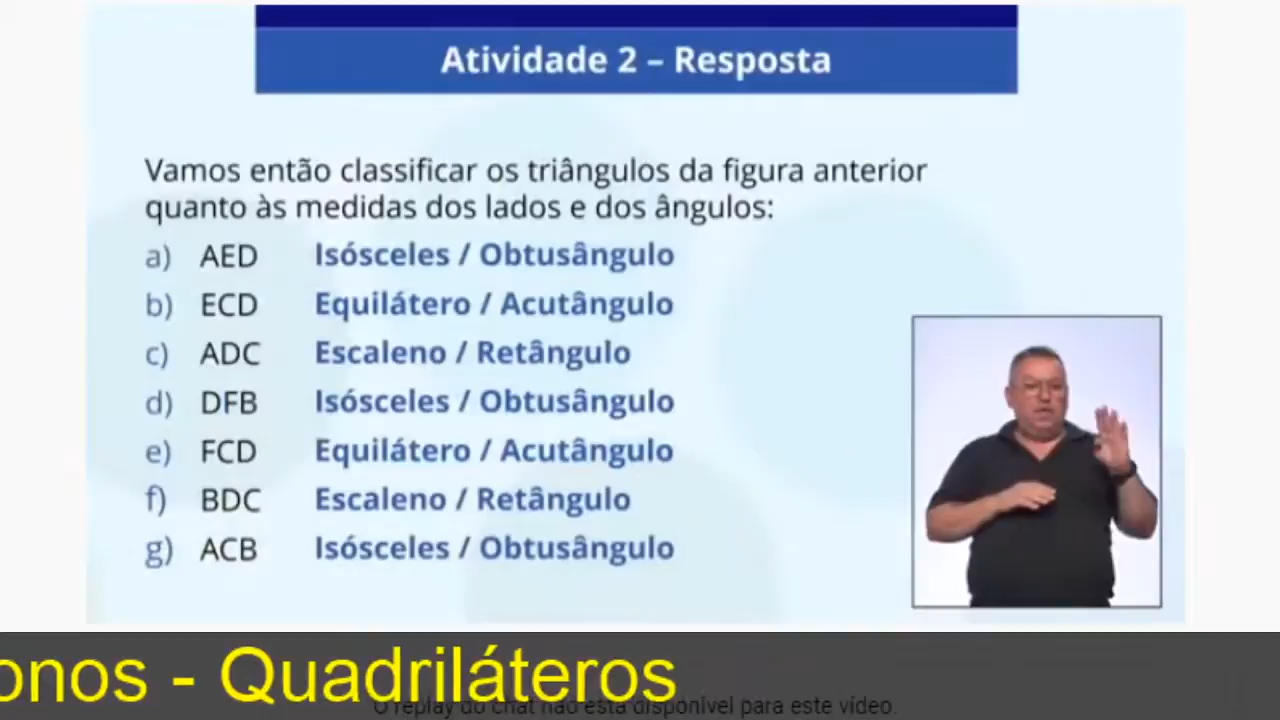 Atividade 2 – Resposta
Vamos então classificar os triângulos da figura anterior
quanto às medidas dos lados e dos ângulos:
a) AED Isósceles / Obtusângulo
b) ECD Equilátero / Acutângulo
c) ADC Escaleno / Retângulo
d) DFB Isósceles / Obtusângulo
e) FCD Equilátero / Acutângulo
f) BDC Escaleno / Retângulo
g) ACB Isósceles / Obtusângulo
onos - Quadriláteros
O replay do chat não está disponível para este vídeo.